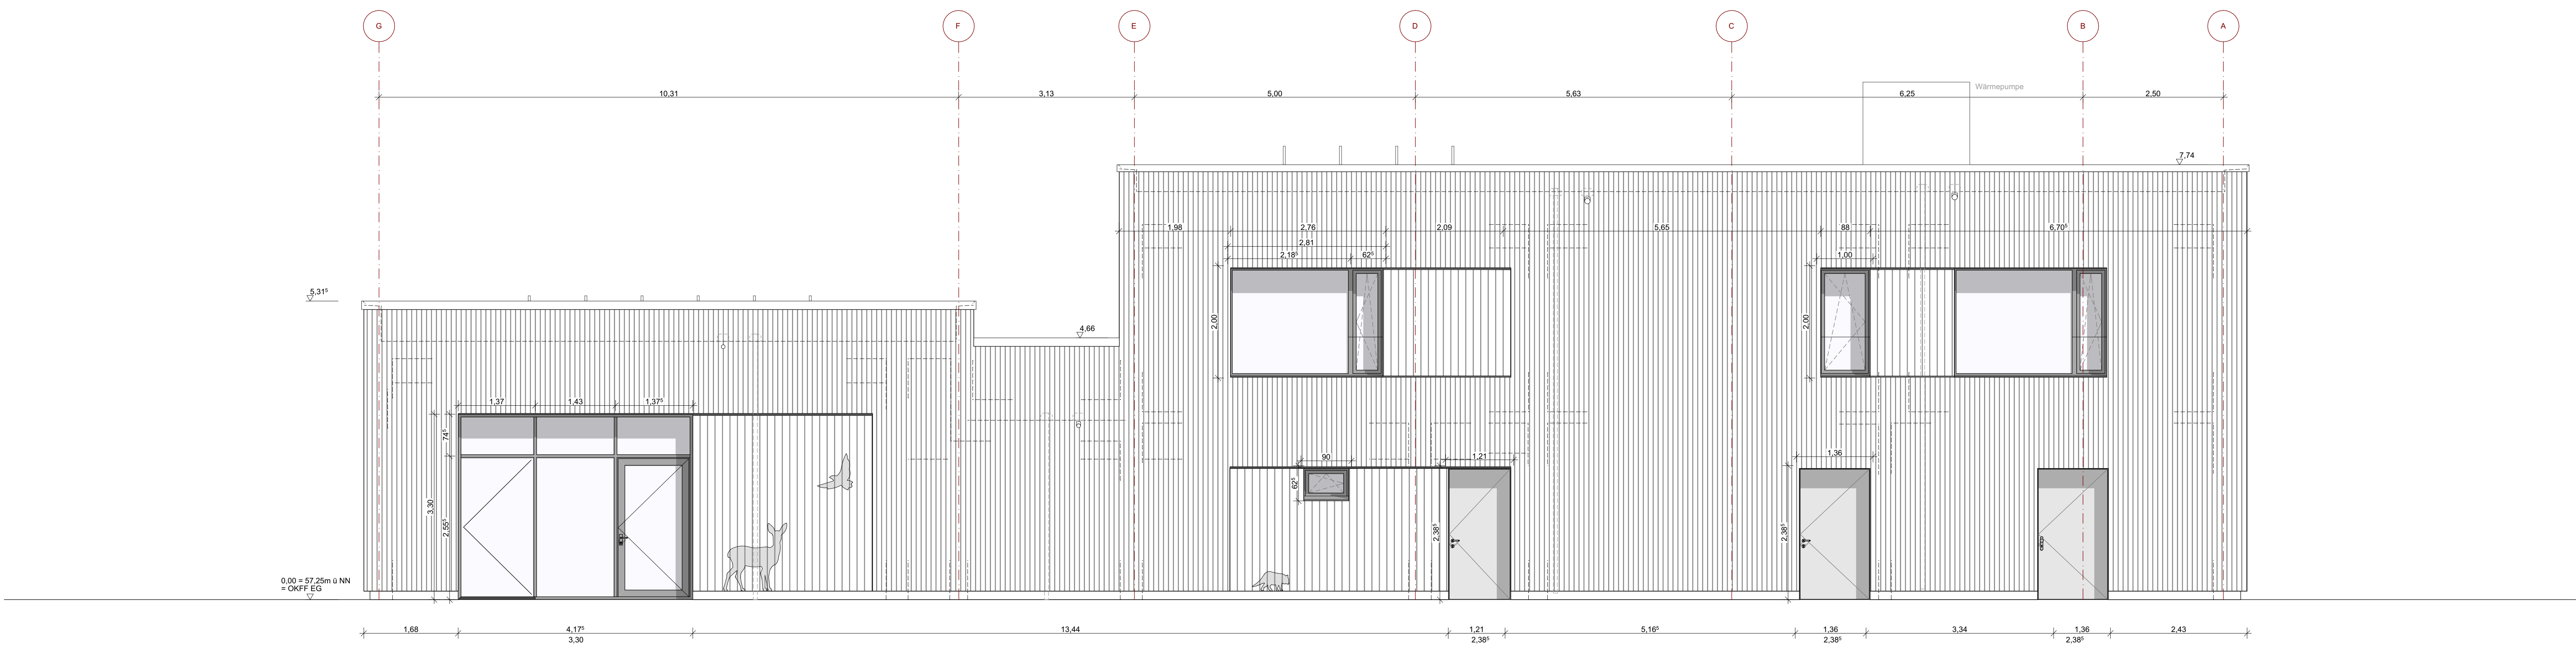 G F E D C B A
Wärmepumpe
10,31 3,13 5,00 5,63 6,25 2,50
7,74
1,98 2,76 2,09 5,65 88 6,70⁵
2,81
2,18⁵ 62⁵ 1,00
5,31⁵
2,00 2,00
4,66
1,37 1,43 1,37⁵
74⁵
90 1,21 1,36
62⁵
3,30 2,55⁵ 2,38⁵ 2,38⁵
0,00 = 57,25m ü NN
= OKFF EG
1,68 4,17⁵ 13,44 1,21 5,16⁵ 1,36 3,34 1,36 2,43
3,30 2,38⁵ 2,38⁵ 2,38⁵